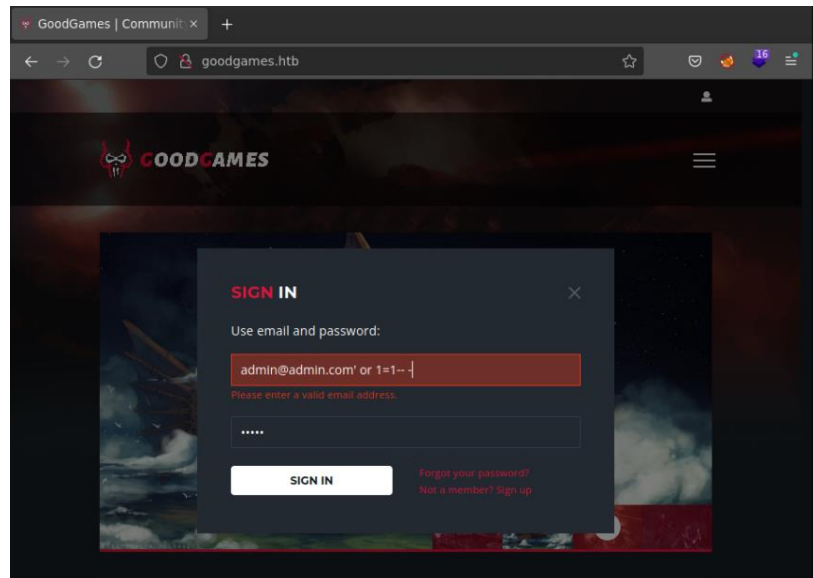 GoodGames | Community
goodgames.htb
16
GOODGAMES
SIGN IN
Use email and password:
admin@admin.com' or 1=1-- -
Please enter a valid email address.
•••••
SIGN IN
Forgot your password?
Not a member? Sign up